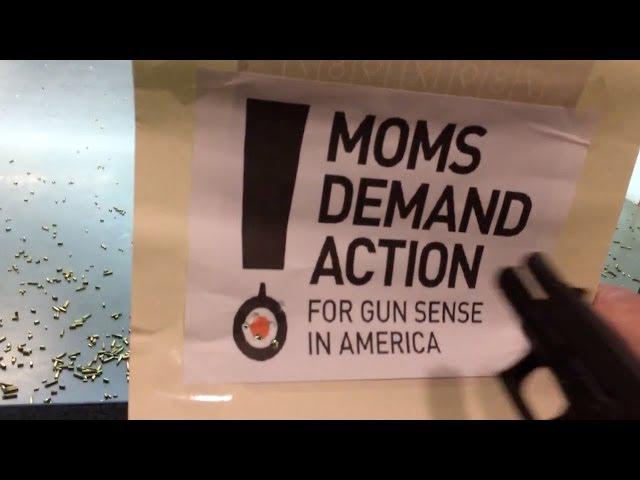 MOMS
DEMAND
ACTION
FOR GUN SENSE
IN AMERICA